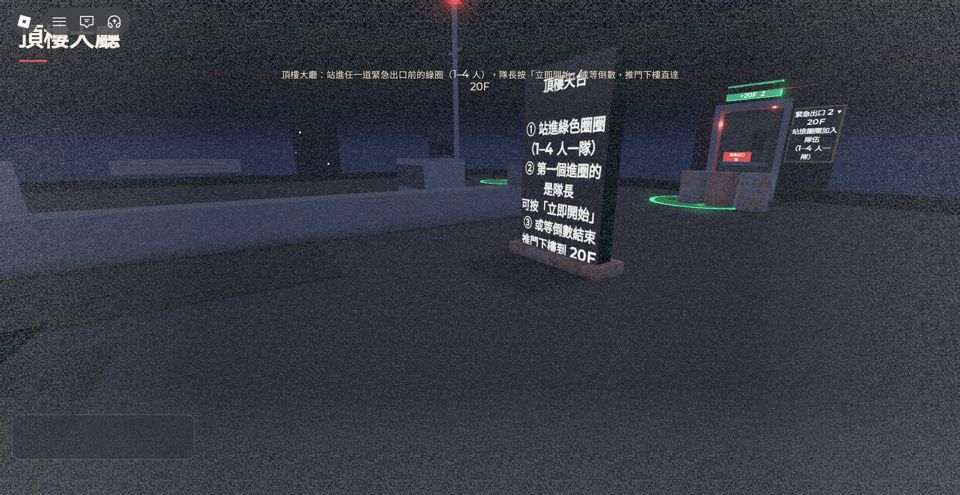 頂樓大廳
頂樓大廳：站進任一道緊急出口前的綠圈（1–4 人），隊長按「立即開始」或等倒數，推門下樓直達
20F
頂樓天台
① 站進綠色圈圈
（1–4 人一隊）
② 第一個進圈的
是隊長
可按「立即開始」
③ 或等倒數結束
推門下樓到 20F
→20F 2
緊急出口 2
20F
站進圈圈加入
隊伍
（1–4 人一
隊）